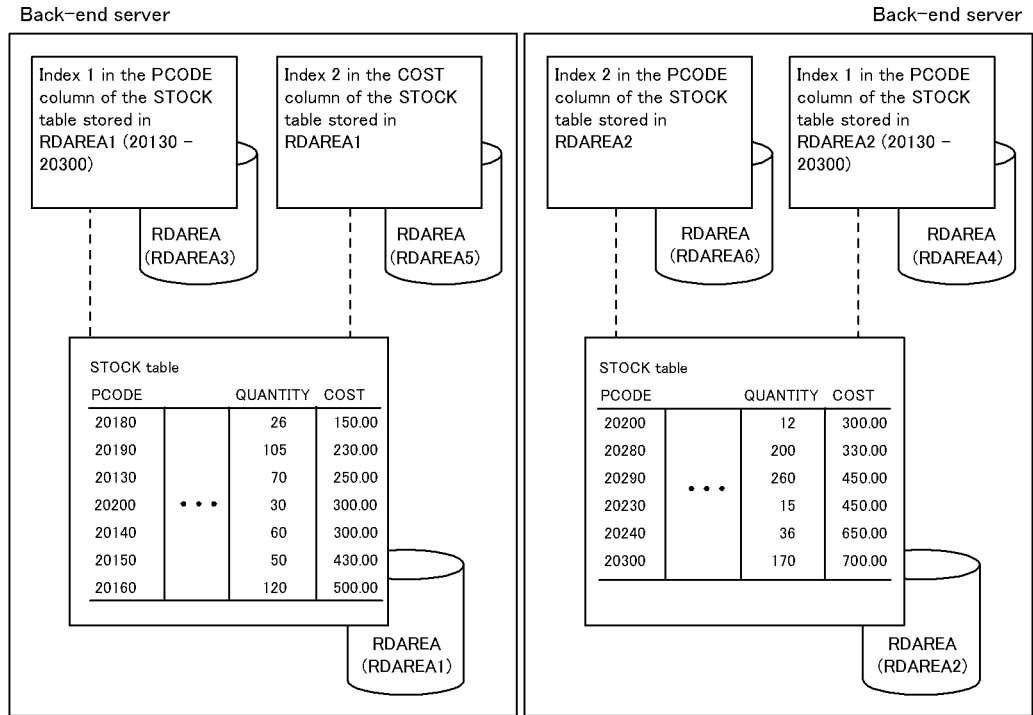 Back-end server
Back-end server
Index 1 in the PCODE
column of the STOCK
table stored in
RDAREA1 (20130 -
20300)
Index 2 in the COST
column of the STOCK
table stored in
RDAREA1
Index 2 in the PCODE
column of the STOCK
table stored in
RDAREA2
Index 1 in the PCODE
column of the STOCK
table stored in
RDAREA2 (20130 -
20300)
RDAREA
(RDAREA3)
RDAREA
(RDAREA5)
RDAREA
(RDAREA6)
RDAREA
(RDAREA4)
STOCK table
PCODE QUANTITY COST
20180 26 150.00
20190 105 230.00
20130 70 250.00
20200 ••• 30 300.00
20140 60 300.00
20150 50 430.00
20160 120 500.00
RDAREA
(RDAREA1)
STOCK table
PCODE QUANTITY COST
20200 12 300.00
20280 200 330.00
20290 ••• 260 450.00
20230 15 450.00
20240 36 650.00
20300 170 700.00
RDAREA
(RDAREA2)